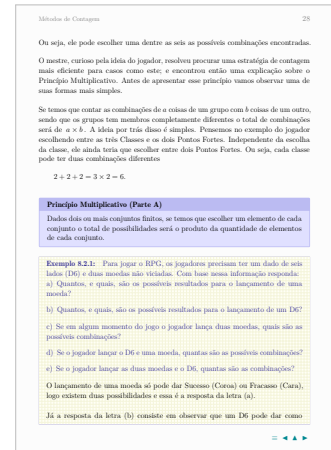 Métodos de Contagem 28
Ou seja, ele pode escolher uma dentre as seis as possíveis combinações encontradas.
O mestre, curioso pela ideia do jogador, resolveu procurar uma estratégia de contagem
mais eficiente para casos como este; e encontrou então uma explicação sobre o
Princípio Multiplicativo. Antes de apresentar esse princípio vamos observar uma de
suas formas mais simples.
Se temos que contar as combinações de a coisas de um grupo com b coisas de um outro,
sendo que os grupos tem membros completamente diferentes o total de combinações
será de a × b. A ideia por trás disso é simples. Pensemos no exemplo do jogador
escolhendo entre as três Classes e os dois Pontos Fortes. Independente da escolha
da classe, ele ainda teria que escolher entre dois Pontos Fortes. Ou seja, cada classe
pode ter duas combinações diferentes
2 + 2 + 2 = 3 × 2 = 6.
Princípio Multiplicativo (Parte A)
Dados dois ou mais conjuntos finitos, se temos que escolher um elemento de cada
conjunto o total de possibilidades será o produto da quantidade de elementos
de cada conjunto.
Exemplo 8.2.1: Para jogar o RPG, os jogadores precisam ter um dado de seis
lados (D6) e duas moedas não viciadas. Com base nessa informação responda:
a) Quantos, e quais, são os possíveis resultados para o lançamento de uma
moeda?
b) Quantos, e quais, são os possíveis resultados para o lançamento de um D6?
c) Se em algum momento do jogo o jogador lança duas moedas, quais são as
possíveis combinações?
d) Se o jogador lançar o D6 e uma moeda, quantas são as possíveis combinações?
e) Se o jogador lançar as duas moedas e o D6, quantas são as combinações?
O lançamento de uma moeda só pode dar Sucesso (Coroa) ou Fracasso (Cara),
logo existem duas possibilidades e essa é a resposta da letra (a).
Já a resposta da letra (b) consiste em observar que um D6 pode dar como